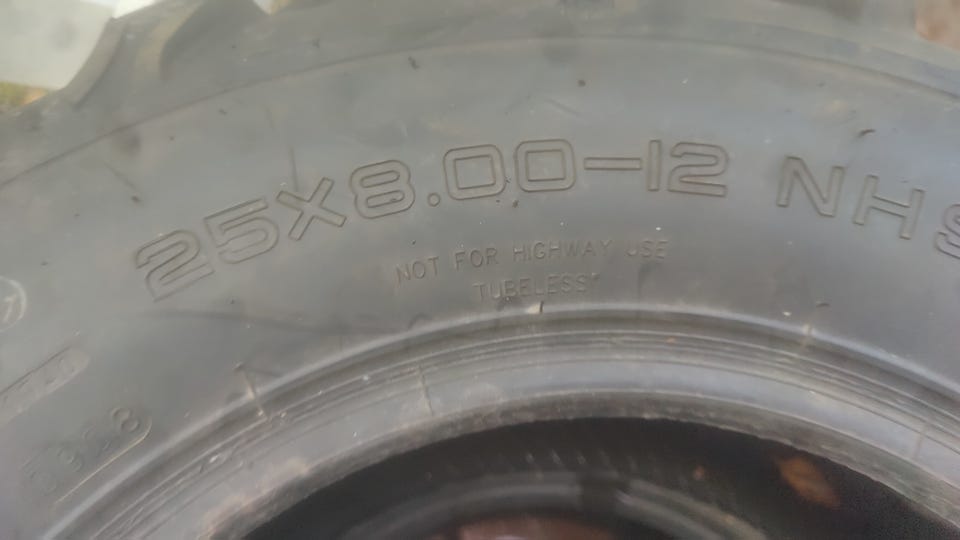 25X8.00-12 NHS
NOT FOR HIGHWAY USE
TUBELESS